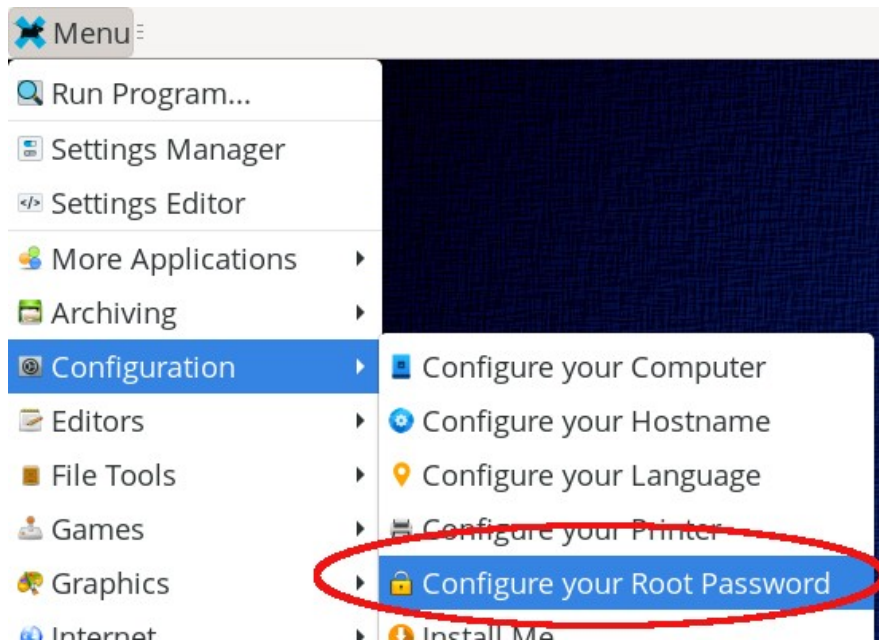 Menu
Run Program...
Settings Manager
Settings Editor
More Applications
Archiving
Configuration
Editors
File Tools
Games
Graphics
Internet
Configure your Computer
Configure your Hostname
Configure your Language
Configure your Printer
Configure your Root Password
Install Me